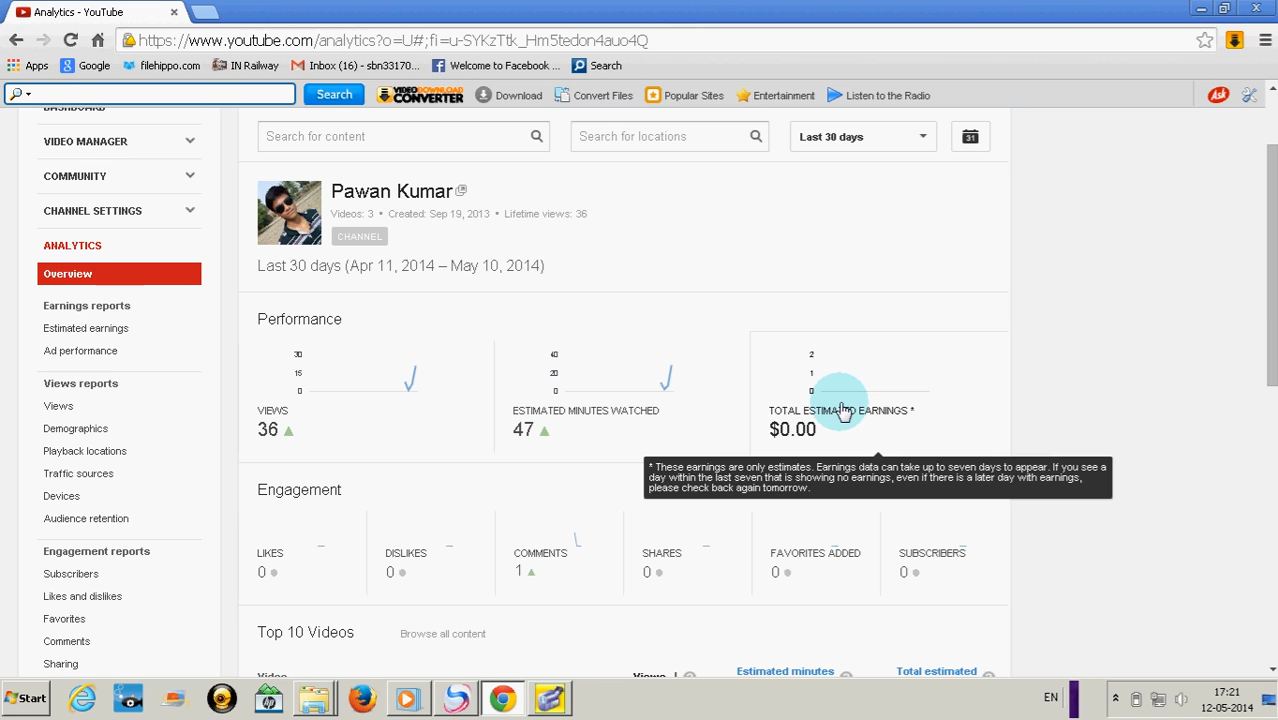 Analytics - YouTube
https://www.youtube.com/analytics?o=U#;fi=u-SYKzTtk_Hm5tedon4auo4Q
Apps Google filehippo.com IN Railway Inbox (16) - sbn33170... Welcome to Facebook ... Search
Search VIDEO DOWNLOAD CONVERTER Download Convert Files Popular Sites Entertainment Listen to the Radio Ask
DASHBOARD
VIDEO MANAGER
COMMUNITY
CHANNEL SETTINGS
ANALYTICS
Overview
Earnings reports
Estimated earnings
Ad performance
Views reports
Views
Demographics
Playback locations
Traffic sources
Devices
Audience retention
Engagement reports
Subscribers
Likes and dislikes
Favorites
Comments
Sharing
Search for content Search for locations Last 30 days 31
Pawan Kumar
Videos: 3 • Created: Sep 19, 2013 • Lifetime views: 36
CHANNEL
Last 30 days (Apr 11, 2014 – May 10, 2014)
Performance
30
15
0
VIEWS
36
40
20
0
ESTIMATED MINUTES WATCHED
47
2
1
0
TOTAL ESTIMATED EARNINGS *
$0.00
* These earnings are only estimates. Earnings data can take up to seven days to appear. If you see a
day within the last seven that is showing no earnings, even if there is a later day with earnings,
please check back again tomorrow.
Engagement
LIKES DISLIKES COMMENTS SHARES FAVORITES ADDED SUBSCRIBERS
0 0 1 0 0 0
Top 10 Videos Browse all content
Video Views Estimated minutes Total estimated
Start EN 17:21
12-05-2014